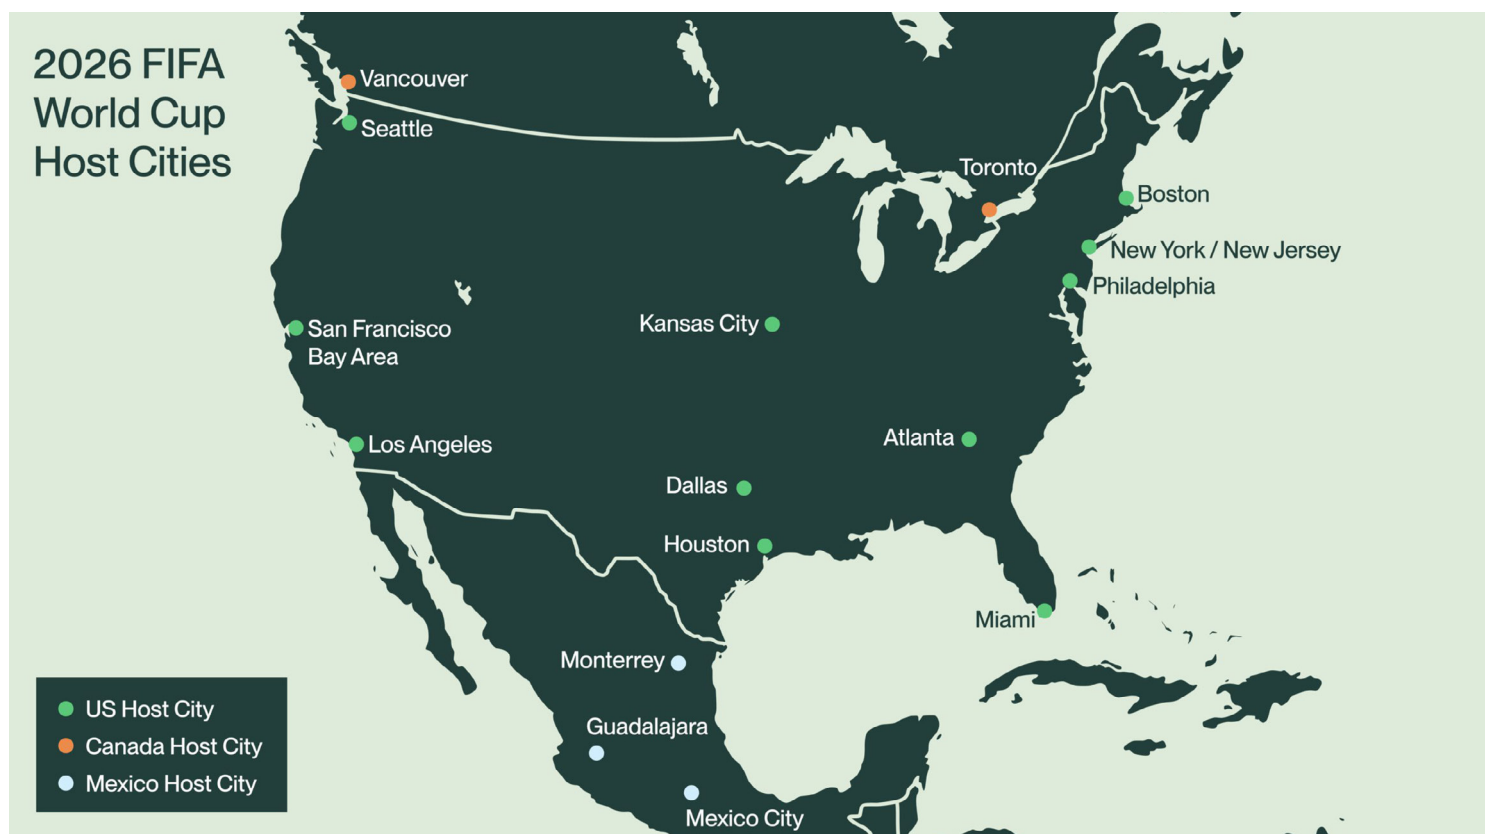 2026 FIFA
World Cup
Host Cities
Vancouver
Seattle
Toronto
Boston
New York / New Jersey
Philadelphia
San Francisco
Bay Area
Kansas City
Los Angeles
Atlanta
Dallas
Houston
Miami
Monterrey
Guadalajara
Mexico City
US Host City
Canada Host City
Mexico Host City